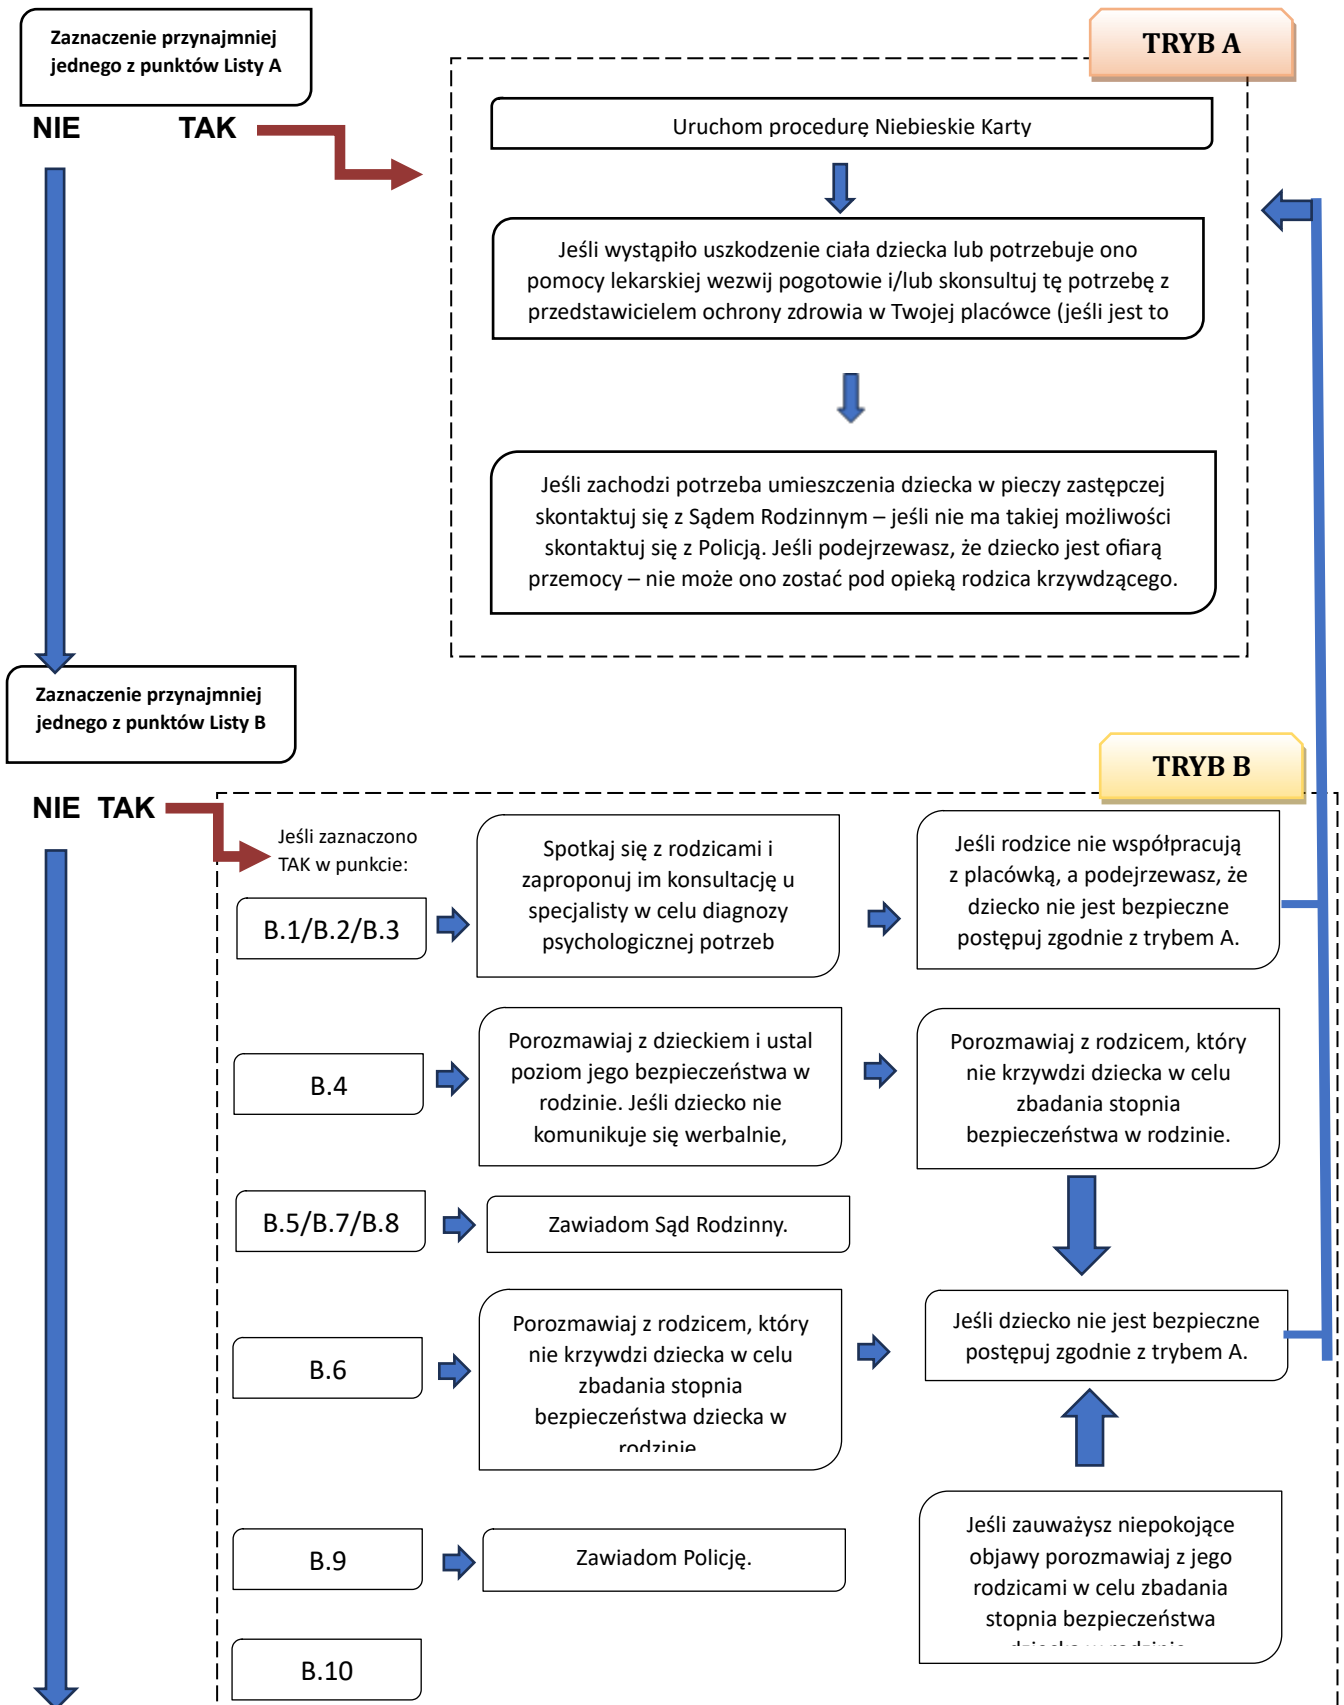 Zaznaczenie przynajmniej
jednego z punktów Listy A
NIE TAK
TRYB A
Uruchom procedurę Niebieskie Karty
Jeśli wystąpiło uszkodzenie ciała dziecka lub potrzebuje ono
pomocy lekarskiej wezwij pogotowie i/lub skonsultuj tę potrzebę z
przedstawicielem ochrony zdrowia w Twojej placówce (jeśli jest to
Jeśli zachodzi potrzeba umieszczenia dziecka w pieczy zastępczej
skontaktuj się z Sądem Rodzinnym – jeśli nie ma takiej możliwości
skontaktuj się z Policją. Jeśli podejrzewasz, że dziecko jest ofiarą
przemocy – nie może ono zostać pod opieką rodzica krzywdzącego.
Zaznaczenie przynajmniej
jednego z punktów Listy B
NIE TAK
TRYB B
Jeśli zaznaczono
TAK w punkcie:
B.1/B.2/B.3
Spotkaj się z rodzicami i
zaproponuj im konsultację u
specjalisty w celu diagnozy
psychologicznej potrzeb
Jeśli rodzice nie współpracują
z placówką, a podejrzewasz, że
dziecko nie jest bezpieczne
postępuj zgodnie z trybem A.
B.4
Porozmawiaj z dzieckiem i ustal
poziom jego bezpieczeństwa w
rodzinie. Jeśli dziecko nie
komunikuje się werbalnie,
Porozmawiaj z rodzicem, który
nie krzywdzi dziecka w celu
zbadania stopnia
bezpieczeństwa w rodzinie.
B.5/B.7/B.8
Zawiadom Sąd Rodzinny.
B.6
Porozmawiaj z rodzicem, który
nie krzywdzi dziecka w celu
zbadania stopnia
bezpieczeństwa dziecka w
rodzinie
Jeśli dziecko nie jest bezpieczne
postępuj zgodnie z trybem A.
B.9
Zawiadom Policję.
Jeśli zauważysz niepokojące
objawy porozmawiaj z jego
rodzicami w celu zbadania
stopnia bezpieczeństwa
B.10